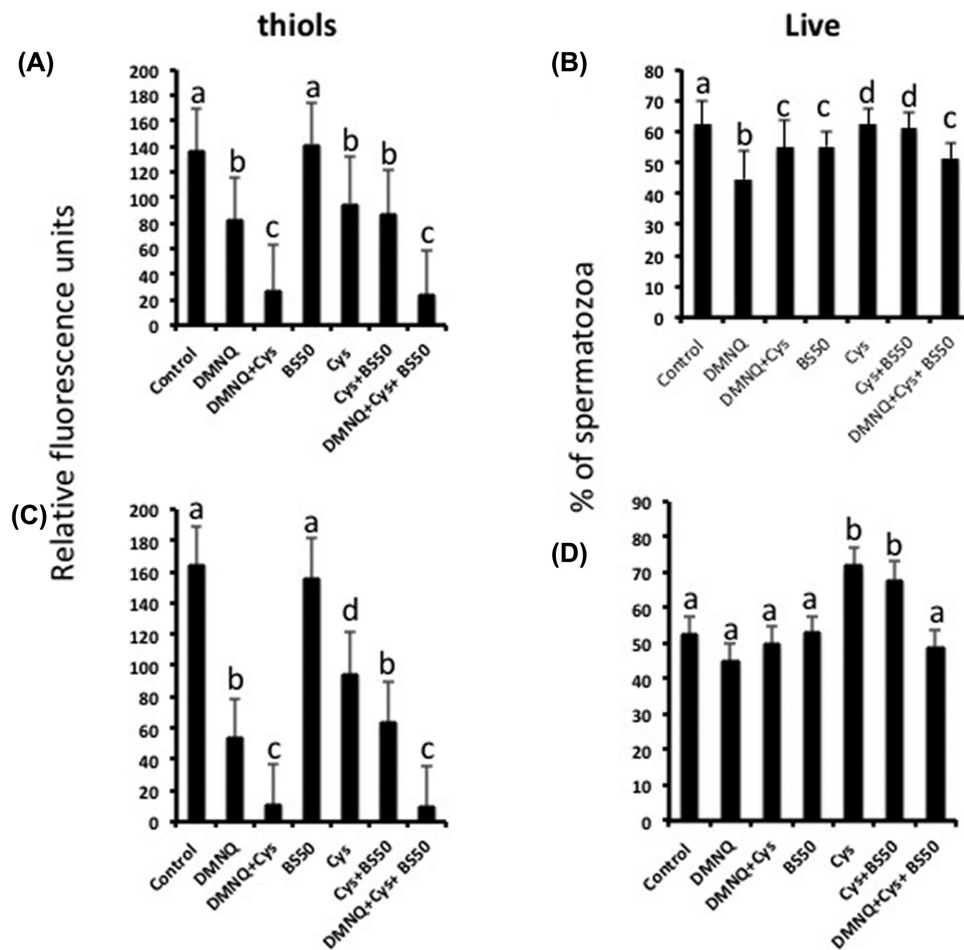 thiols
Live
(A)
200
180
160
140
120
100
80
60
40
20
0
a
b
c
a
b
b
c
Control
DMNQ
DMNQ+Cys
BS50
Cys
Cys+BS50
DMNQ+Cys+ BS50
(B)
80
70
60
50
40
30
20
10
0
a
b
c
c
d
d
c
Control
DMNQ
DMNQ+Cys
BS50
Cys
Cys+BS50
DMNQ+Cys+ BS50
Relative fluorescence units
% of spermatozoa
(C)
200
180
160
140
120
100
80
60
40
20
0
a
b
c
a
d
b
c
Control
DMNQ
DMNQ+Cys
BS50
Cys
Cys+BS50
DMNQ+Cys+ BS50
(D)
90
80
70
60
50
40
30
20
10
0
a
a
a
a
b
b
a
Control
DMNQ
DMNQ+Cys
BS50
Cys
Cys+BS50
DMNQ+Cys+ BS50